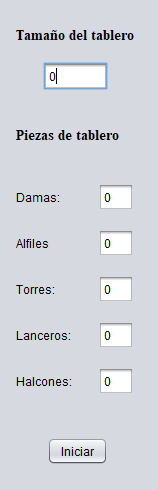 Tamaño del tablero
0
Piezas de tablero
Damas: 0
Alfiles 0
Torres: 0
Lanceros: 0
Halcones: 0
Iniciar